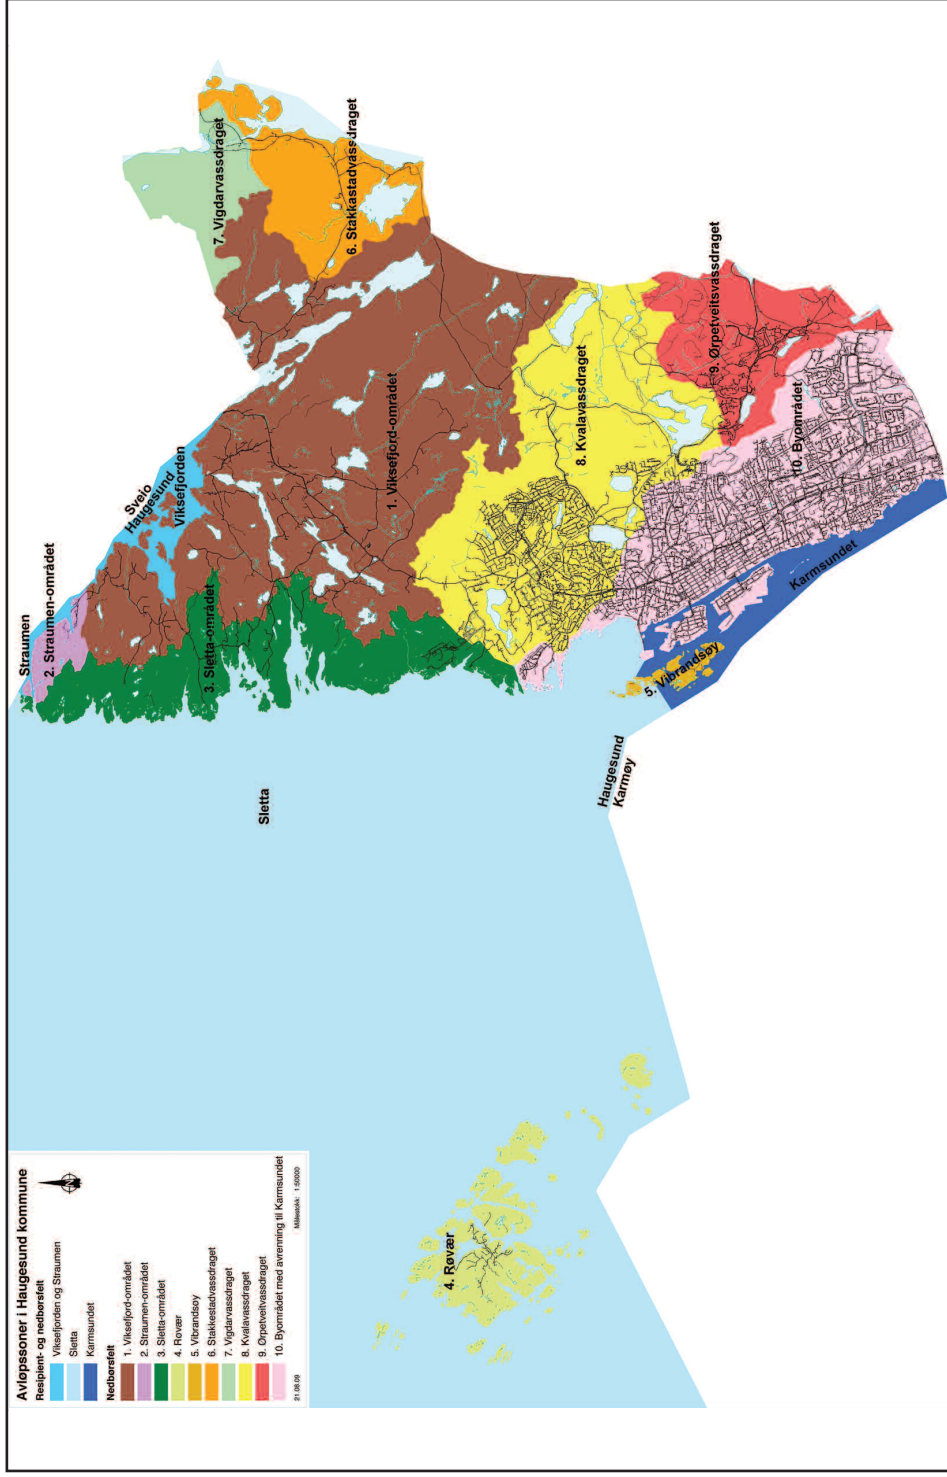 Avløpssoner i Haugesund kommune
Resipient- og nedbørsfelt
Viksefjorden og Straumen
Sletta
Karmsundet
Nedbørsfelt
1. Viksefjord-området
2. Straumen-området
3. Sletta-området
4. Rovær
5. Vibrandsøy
6. Stakkestadvassdraget
7. Vigdarvassdraget
8. Kvalavassdraget
9. Ørpetveitvassdraget
10. Byområdet med avrenning til Karmsundet
21.08.09
Målestokk: 1:50000
N
4. Røvær
Sletta
Haugesund
Karmøy
Straumen
2. Straumen-området
3. Sletta-området
Sveio
Haugesund
Viksefjorden
1. Viksefjord-området
5. Vibrandsøy
Karmsundet
8. Kvalavassdraget
10. Byområdet
7. Vigdarvassdraget
6. Stakkastadvassdraget
9. Ørpetveitsvassdraget